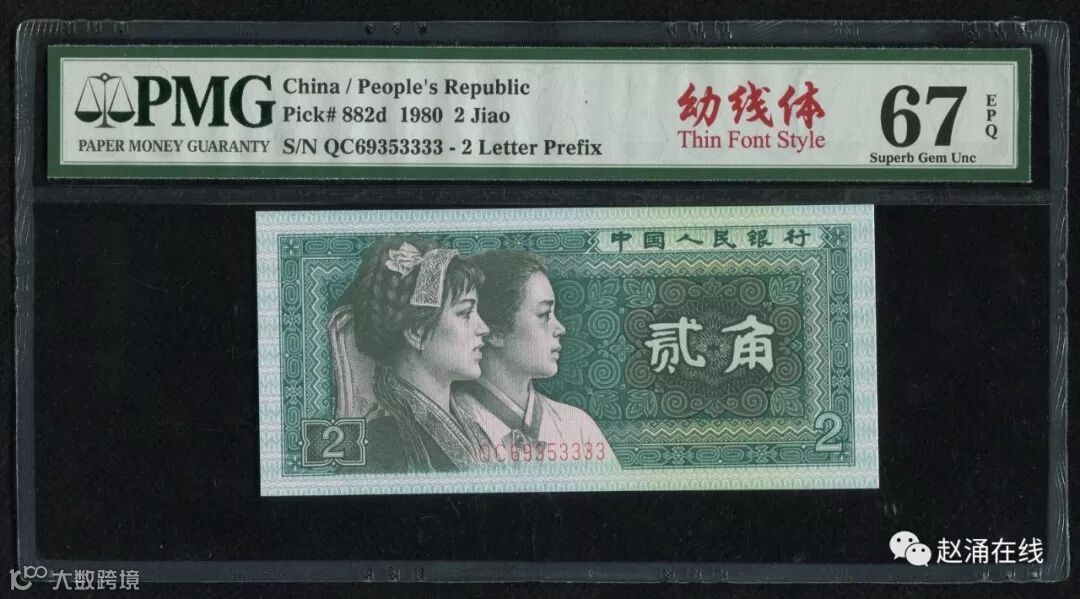 PMG
PAPER MONEY GUARANTY
China / People's Republic
Pick# 882d 1980 2 Jiao
S/N QC69353333 - 2 Letter Prefix
幼线体
Thin Font Style
67
EPQ
Superb Gem Unc
中国人民银行
贰角
2
2
QC69353333
赵涌在线
大数跨境